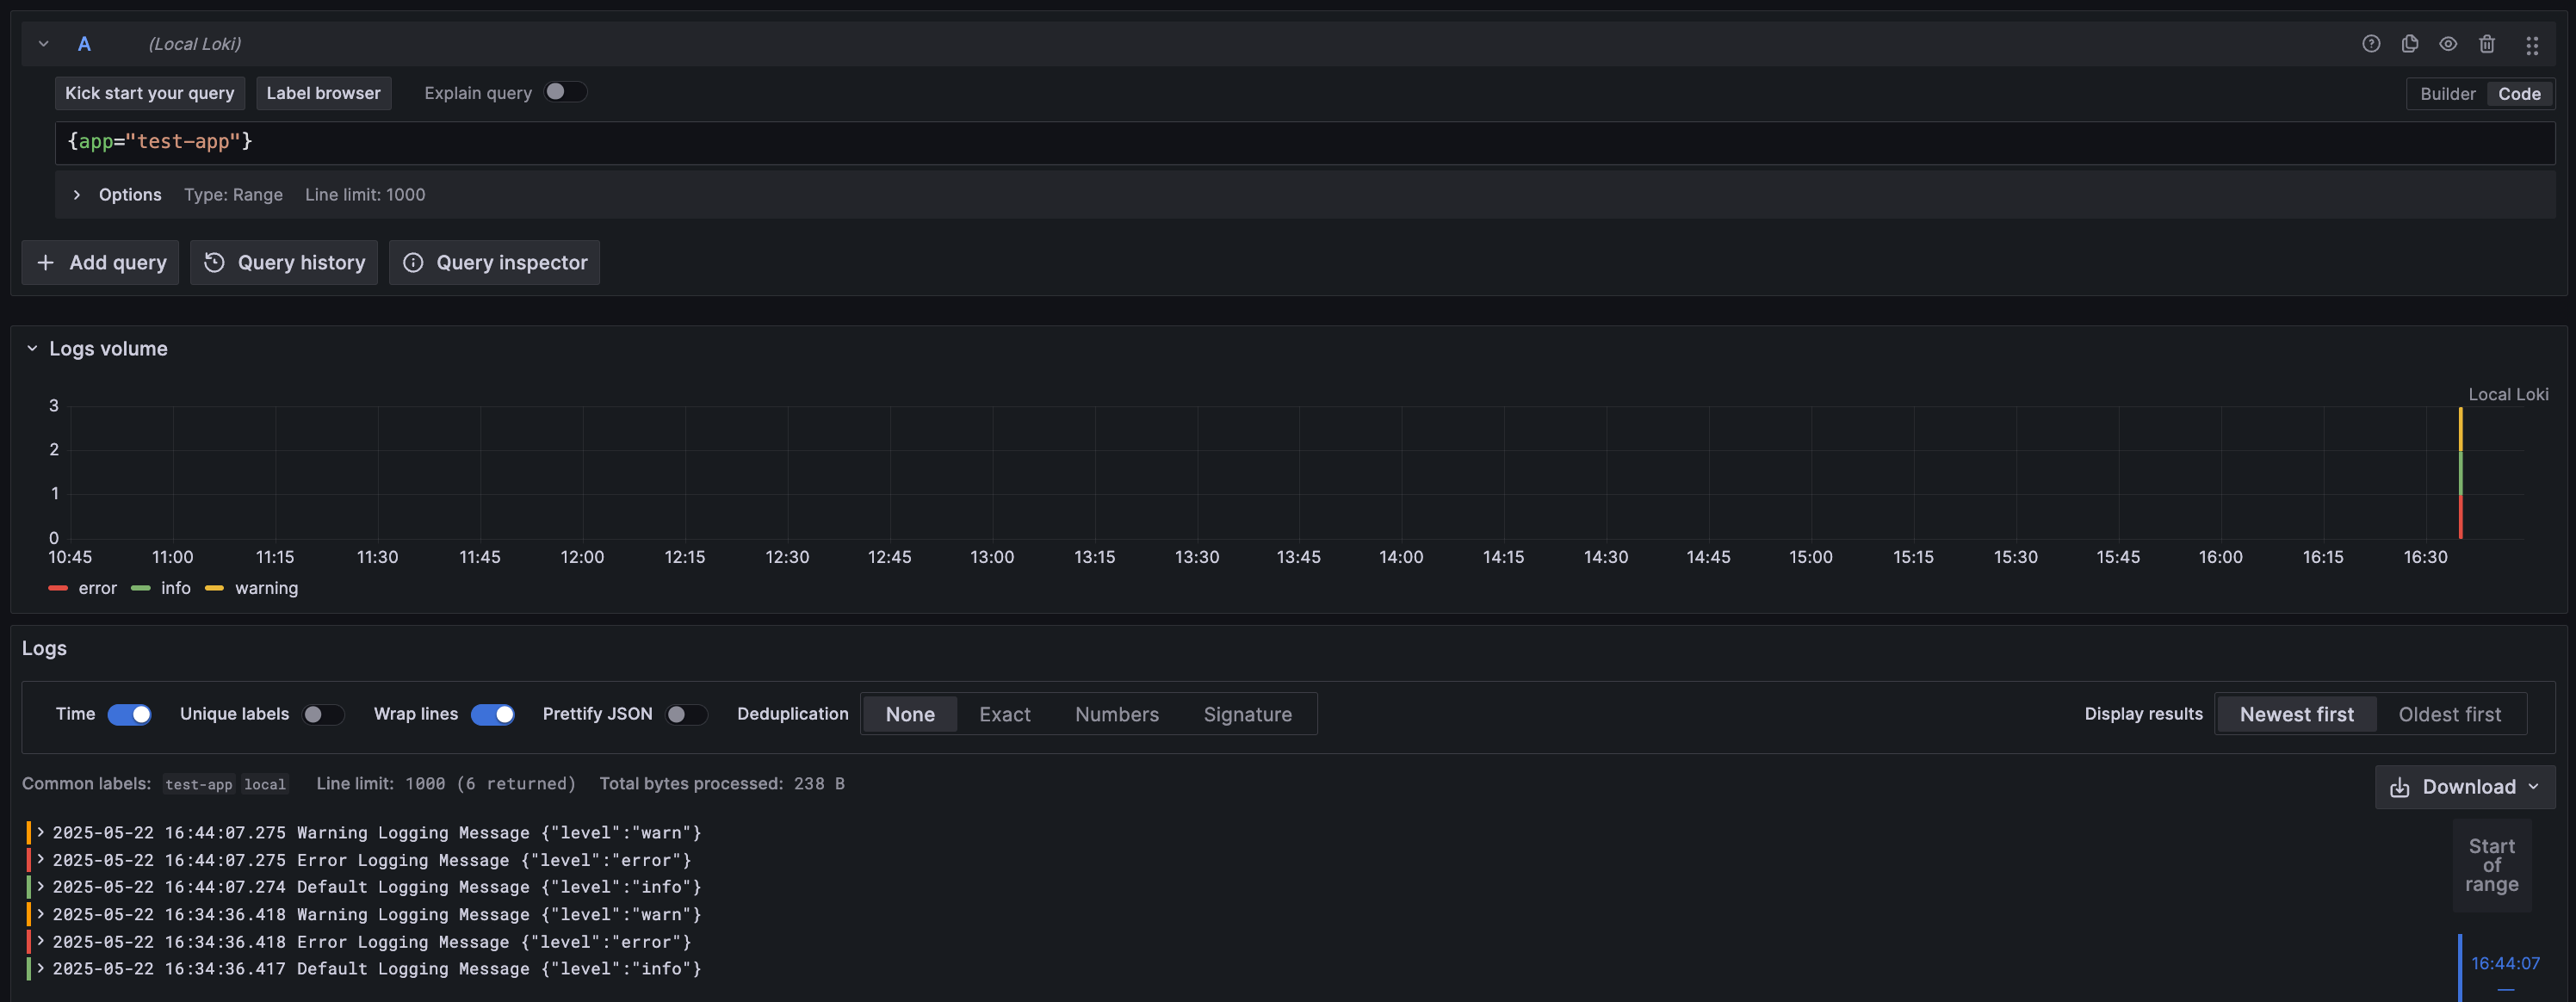 A (Local Loki)
Kick start your query Label browser Explain query Builder Code
{app="test-app"}
Options Type: Range Line limit: 1000
Add query Query history Query inspector
Logs volume
Local Loki
3
2
1
0
10:45 11:00 11:15 11:30 11:45 12:00 12:15 12:30 12:45 13:00 13:15 13:30 13:45 14:00 14:15 14:30 14:45 15:00 15:15 15:30 15:45 16:00 16:15 16:30
error info warning
Logs
Time Unique labels Wrap lines Prettify JSON Deduplication None Exact Numbers Signature Display results Newest first Oldest first
Common labels: test-app local Line limit: 1000 (6 returned) Total bytes processed: 238 B
Download
2025-05-22 16:44:07.275 Warning Logging Message {"level":"warn"}
2025-05-22 16:44:07.275 Error Logging Message {"level":"error"}
2025-05-22 16:44:07.274 Default Logging Message {"level":"info"}
2025-05-22 16:34:36.418 Warning Logging Message {"level":"warn"}
2025-05-22 16:34:36.418 Error Logging Message {"level":"error"}
2025-05-22 16:34:36.417 Default Logging Message {"level":"info"}
Start
of
range
16:44:07
—